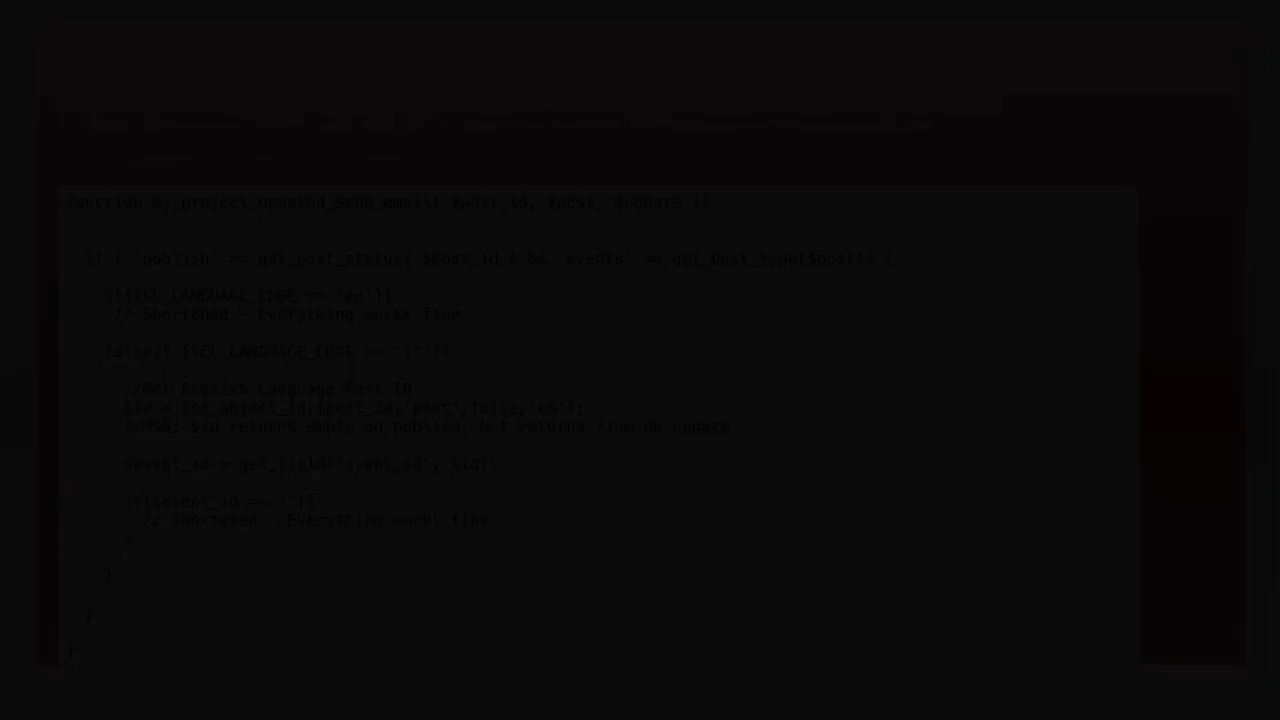 function my_project_updated_send_email( $post_id, $post, $update ){
if ( 'publish' == get_post_status( $post_id ) && 'events' == get_post_type($post)) {
if(ICL_LANGUAGE_CODE == 'en'){
// Shortened - Everything works fine
}elseif (ICL_LANGUAGE_CODE == 'it'){
//Get English Language Post ID
$id = icl_object_id($post_id,'post',false,'en');
//MSG: $id returns empty on publish, but returns fine on update
$event_id = get_field('event_id', $id);
if($event_id == ""){
// Shortened - Everything works fine
}
}
}
}